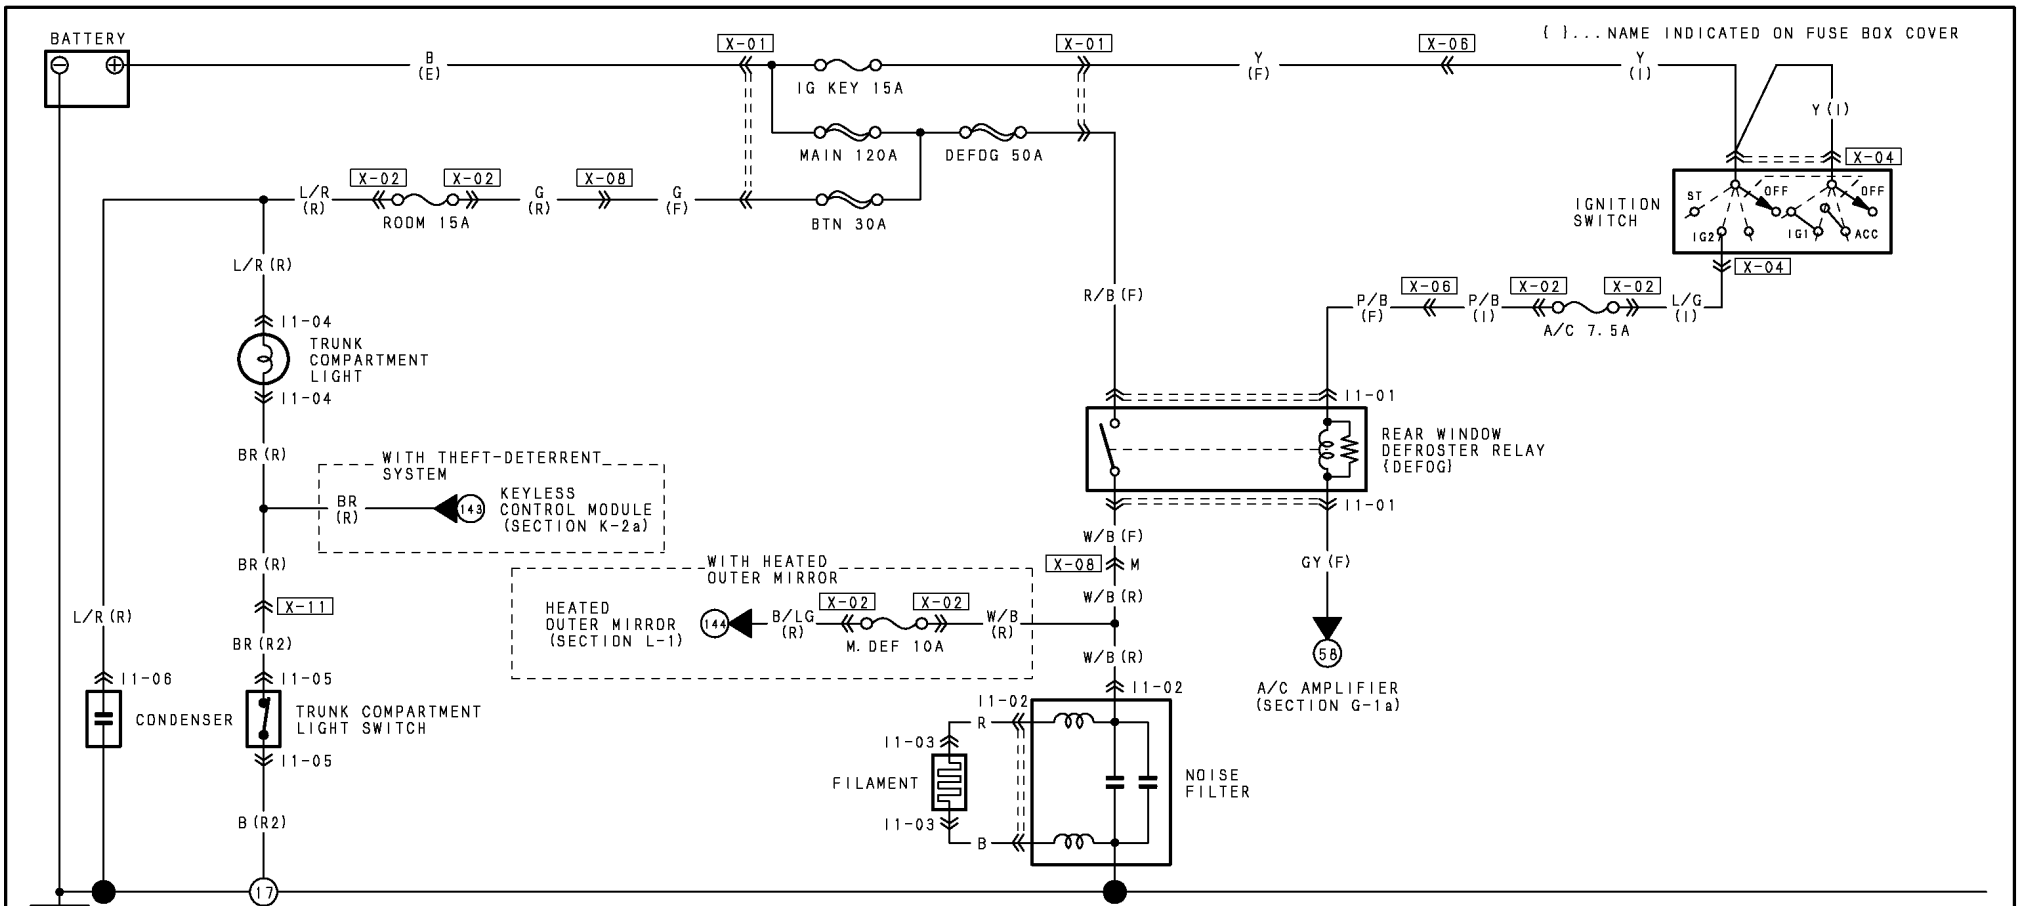 { }...NAME INDICATED ON FUSE BOX COVER
BATTERY
B
(E)
X-01
IG KEY 15A
X-01
Y
(F)
X-06
Y
(I)
Y(I)
MAIN 120A
DEFOG 50A
X-04
L/R
(R)
X-02
ROOM 15A
X-02
G
(R)
X-08
G
(F)
BTN 30A
IGNITION
SWITCH
ST
OFF
OFF
IG2
IG1
ACC
X-04
L/R(R)
R/B(F)
P/B
(F)
X-06
P/B
(I)
X-02
A/C 7.5A
X-02
L/G
(I)
I1-04
TRUNK
COMPARTMENT
LIGHT
I1-04
I1-01
REAR WINDOW
DEFROSTER RELAY
{DEFOG}
I1-01
BR(R)
WITH THEFT-DETERRENT
SYSTEM
BR
(R)
143
KEYLESS
CONTROL MODULE
(SECTION K-2a)
W/B(F)
GY(F)
BR(R)
WITH HEATED
OUTER MIRROR
X-08
M
W/B(R)
L/R(R)
X-11
HEATED
OUTER MIRROR
(SECTION L-1)
144
B/LG
(R)
X-02
M.DEF 10A
X-02
W/B
(R)
BR(R2)
W/B(R)
58
A/C AMPLIFIER
(SECTION G-1a)
I1-06
CONDENSER
I1-05
TRUNK COMPARTMENT
LIGHT SWITCH
I1-05
I1-02
I1-02
R
I1-03
FILAMENT
I1-03
B
NOISE
FILTER
B(R2)
17